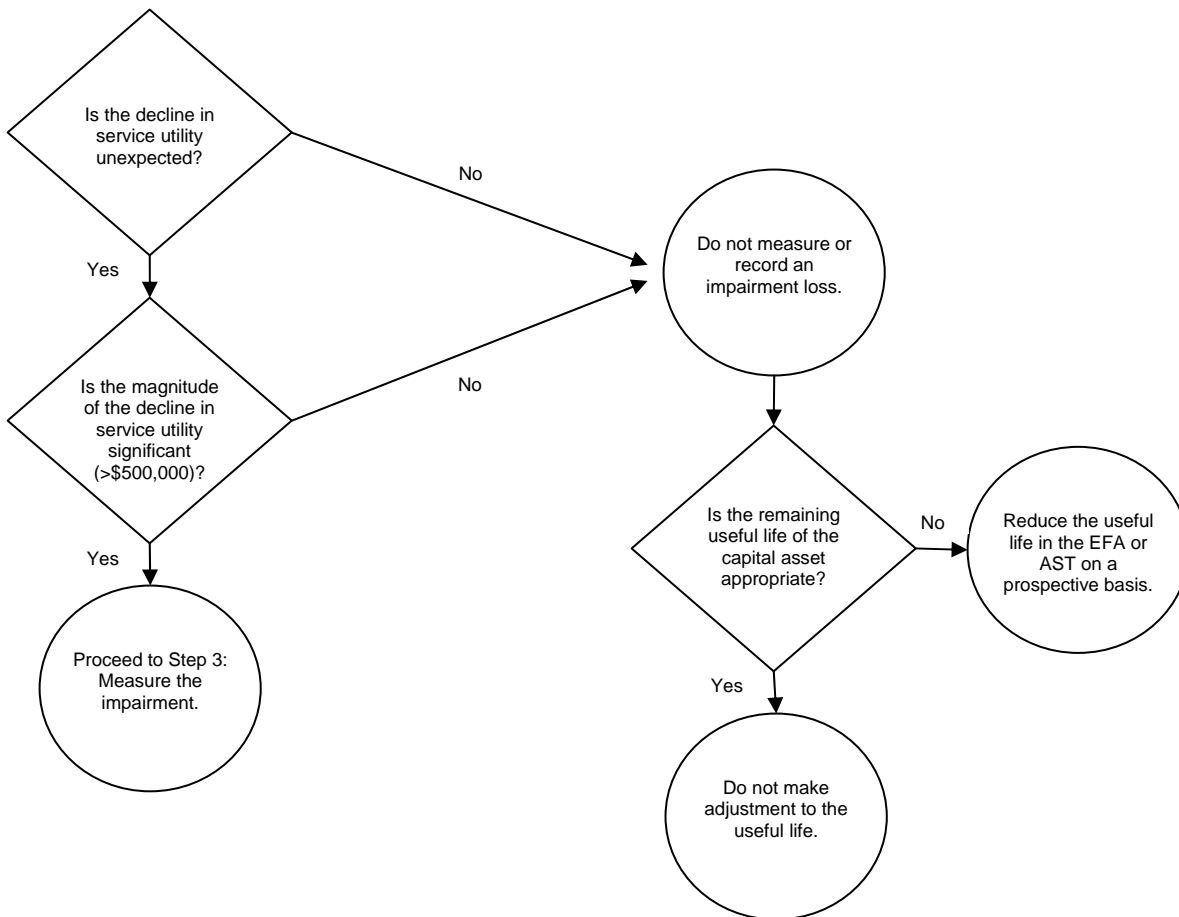 Is the decline in
service utility
unexpected?
No
Do not measure or
record an
impairment loss.
Yes
Is the magnitude
of the decline in
service utility
significant
(>$500,000)?
No
Yes
Proceed to Step 3:
Measure the
impairment.
Is the remaining
useful life of the
capital asset
appropriate?
No
Reduce the useful
life in the EFA or
AST on a
prospective basis.
Yes
Do not make
adjustment to the
useful life.